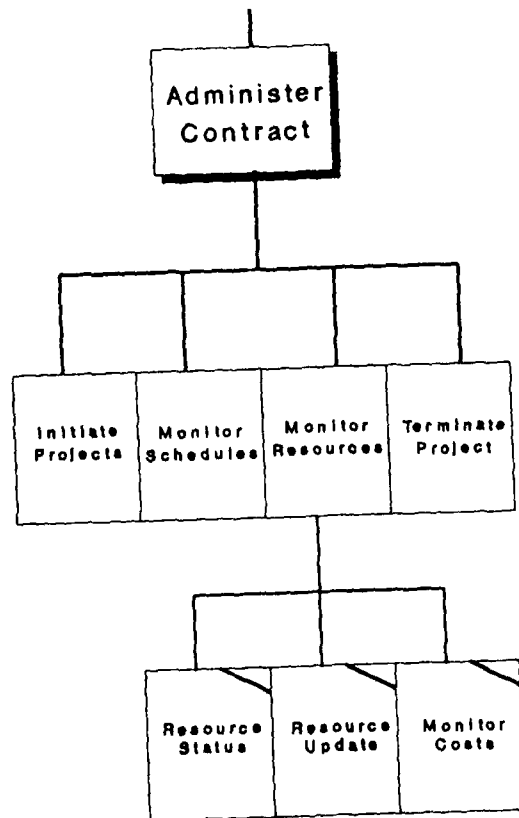 Administer
Contract
Initiate
Projects
Monitor
Schedules
Monitor
Resources
Terminate
Project
Resource
Status
Resource
Update
Monitor
Costs